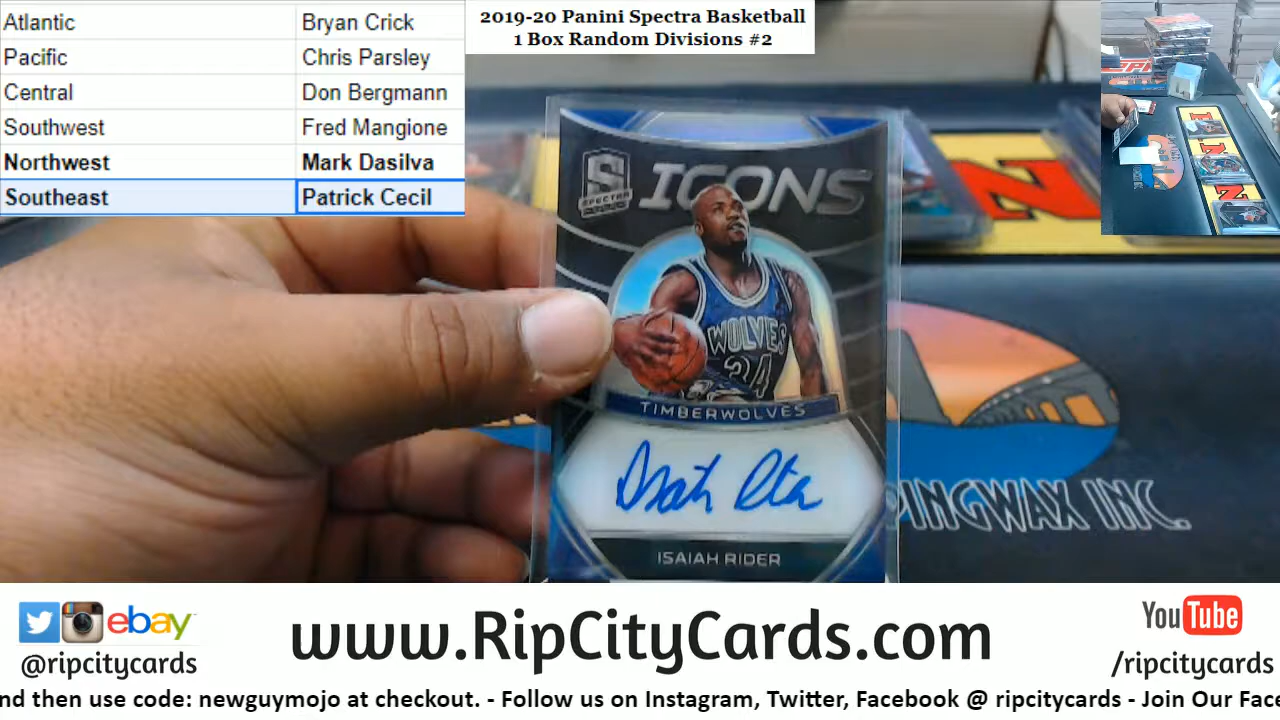 Atlantic Bryan Crick
Pacific Chris Parsley
Central Don Bergmann
Southwest Fred Mangione
Northwest Mark Dasilva
Southeast Patrick Cecil
2019-20 Panini Spectra Basketball
1 Box Random Divisions #2
S
SPECTRA
ICONS
WOLVES
34
TIMBERWOLVES
ISAIAH RIDER
PINGWAX INC.
ebay
@ripcitycards
www.RipCityCards.com
YouTube
/ripcitycards
nd then use code: newguymojo at checkout. - Follow us on Instagram, Twitter, Facebook @ ripcitycards - Join Our Face